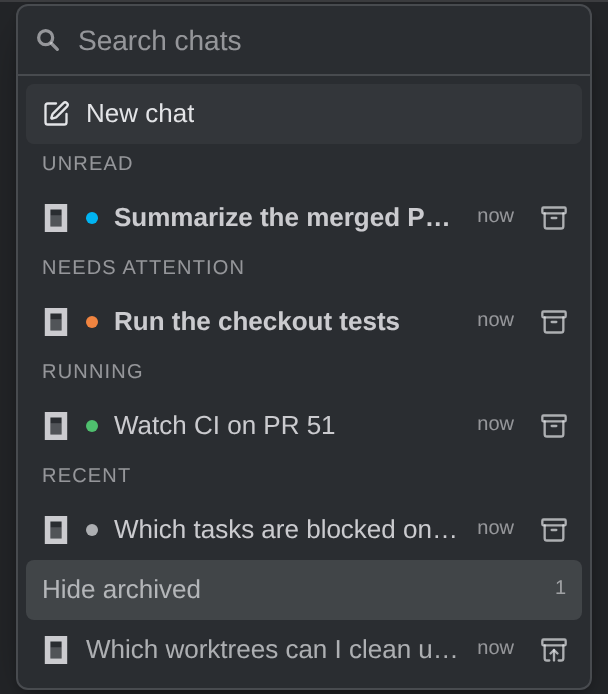 Search chats
New chat
UNREAD
Summarize the merged P… now
NEEDS ATTENTION
Run the checkout tests now
RUNNING
Watch CI on PR 51 now
RECENT
Which tasks are blocked on… now
Hide archived 1
Which worktrees can I clean u… now